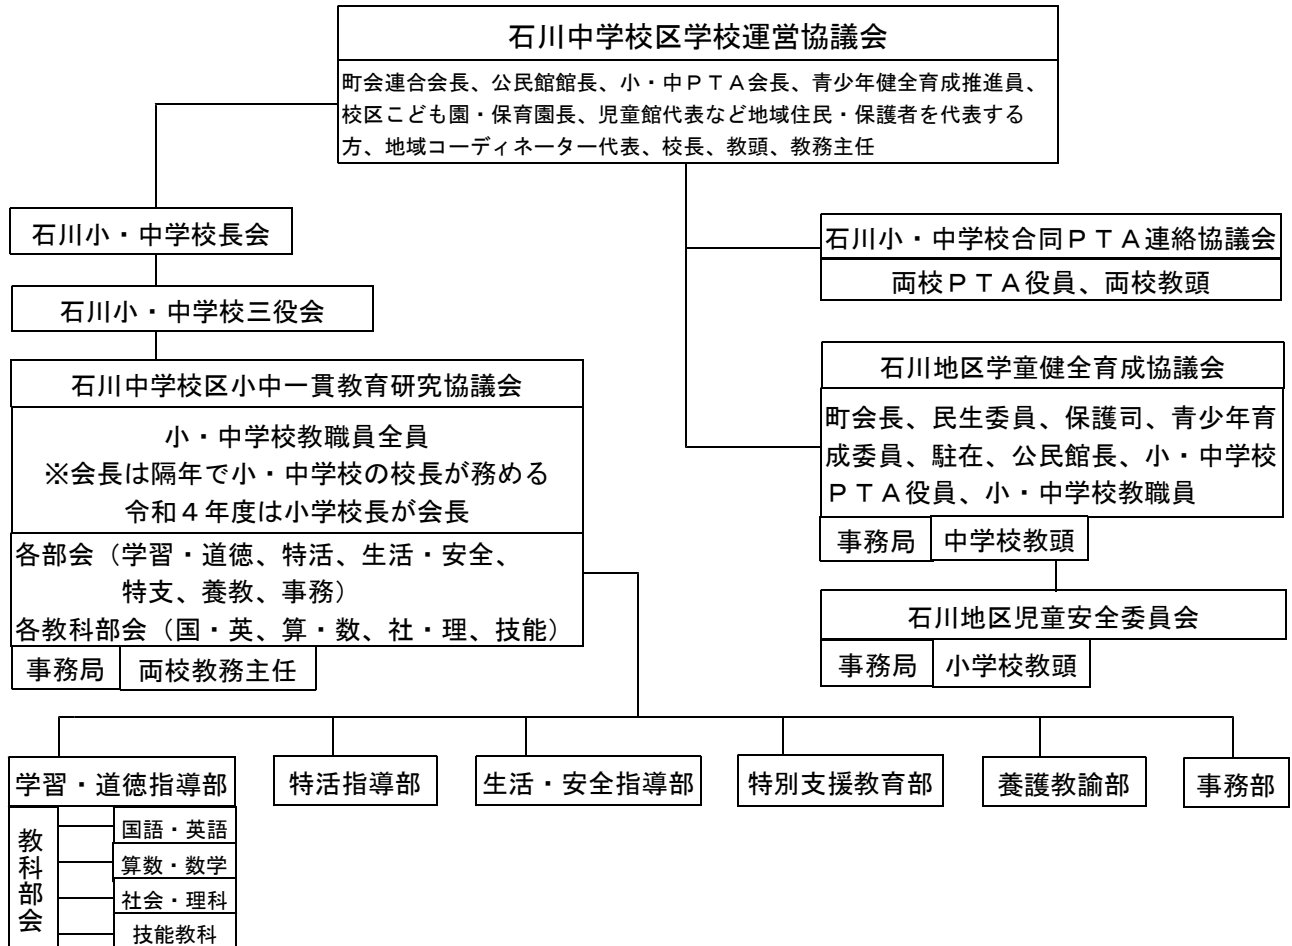 石川中学校区学校運営協議会
町会連合会長、公民館館長、小・中ＰＴＡ会長、青少年健全育成推進員、
校区こども園・保育園長、児童館代表など地域住民・保護者を代表する
方、地域コーディネーター代表、校長、教頭、教務主任
石川小・中学校長会
石川小・中学校三役会
石川中学校区小中一貫教育研究協議会
小・中学校教職員全員
※会長は隔年で小・中学校の校長が務める
令和４年度は小学校長が会長
各部会（学習・道徳、特活、生活・安全、
特支、養教、事務）
各教科部会（国・英、算・数、社・理、技能）
事務局 両校教務主任
石川小・中学校合同ＰＴＡ連絡協議会
両校ＰＴＡ役員、両校教頭
石川地区学童健全育成協議会
町会長、民生委員、保護司、青少年育
成委員、駐在、公民館長、小・中学校
ＰＴＡ役員、小・中学校教職員
事務局 中学校教頭
石川地区児童安全委員会
事務局 小学校教頭
学習・道徳指導部
特活指導部
生活・安全指導部
特別支援教育部
養護教諭部
事務部
教科部会
国語・英語
算数・数学
社会・理科
技能教科